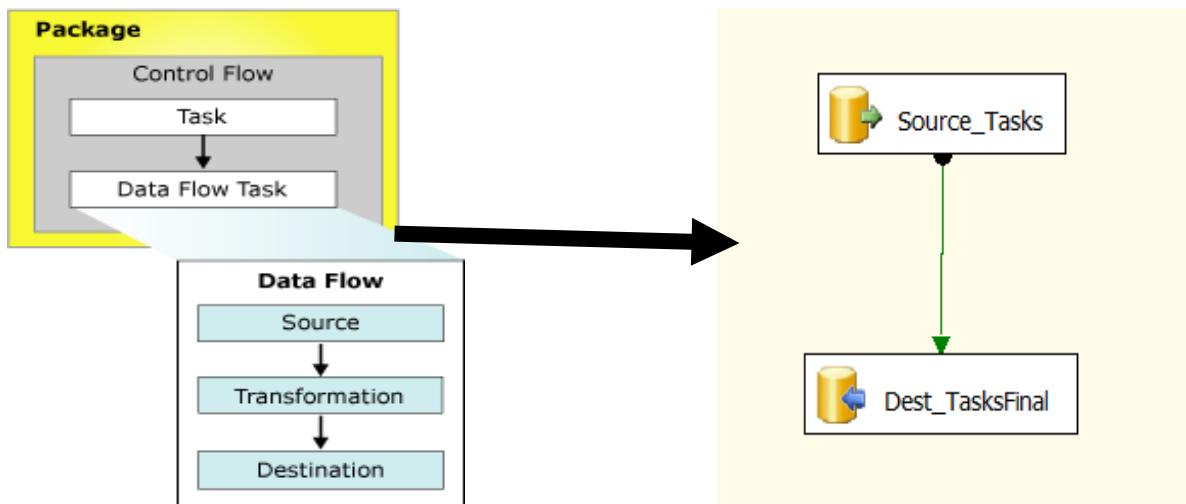 Package
Control Flow
Task
Data Flow Task
Data Flow
Source
Transformation
Destination
Source_Tasks
Dest_TasksFinal